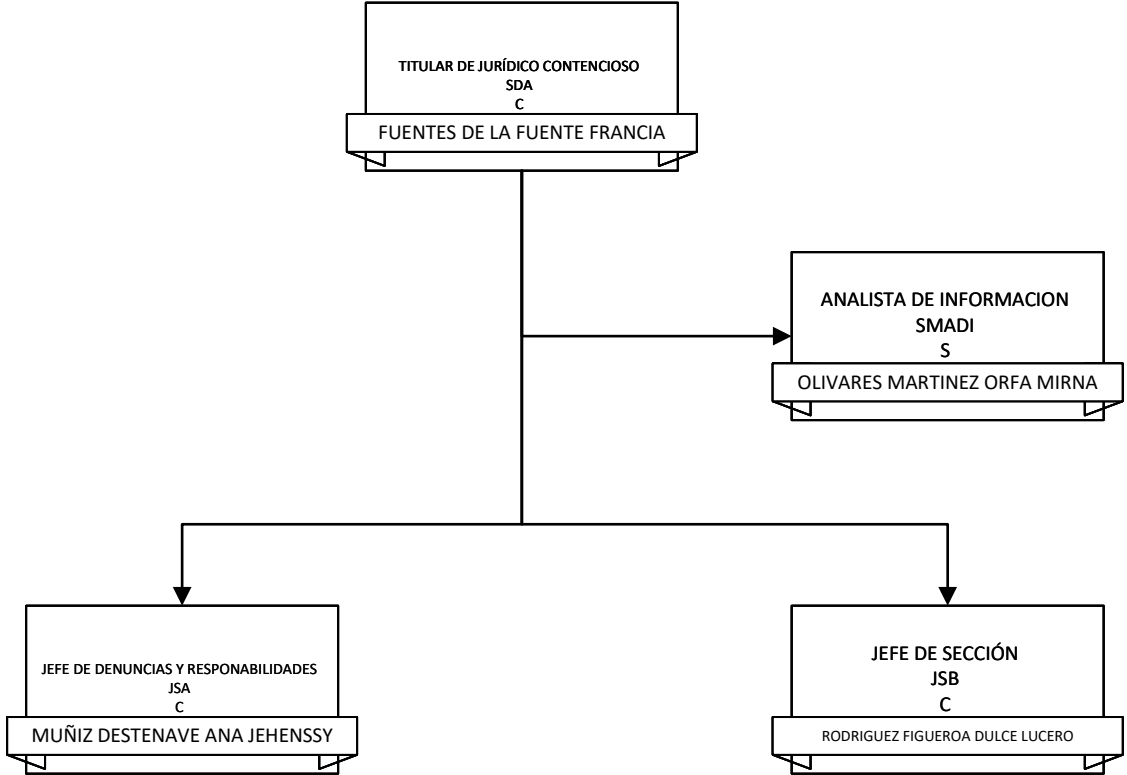 TITULAR DE JURÍDICO CONTENCIOSO
SDA
C
FUENTES DE LA FUENTE FRANCIA
ANALISTA DE INFORMACION
SMADI
S
OLIVARES MARTINEZ ORFA MIRNA
JEFE DE DENUNCIAS Y RESPONABILIDADES
JSA
C
MUÑIZ DESTENAVE ANA JEHENSSY
JEFE DE SECCIÓN
JSB
C
RODRIGUEZ FIGUEROA DULCE LUCERO